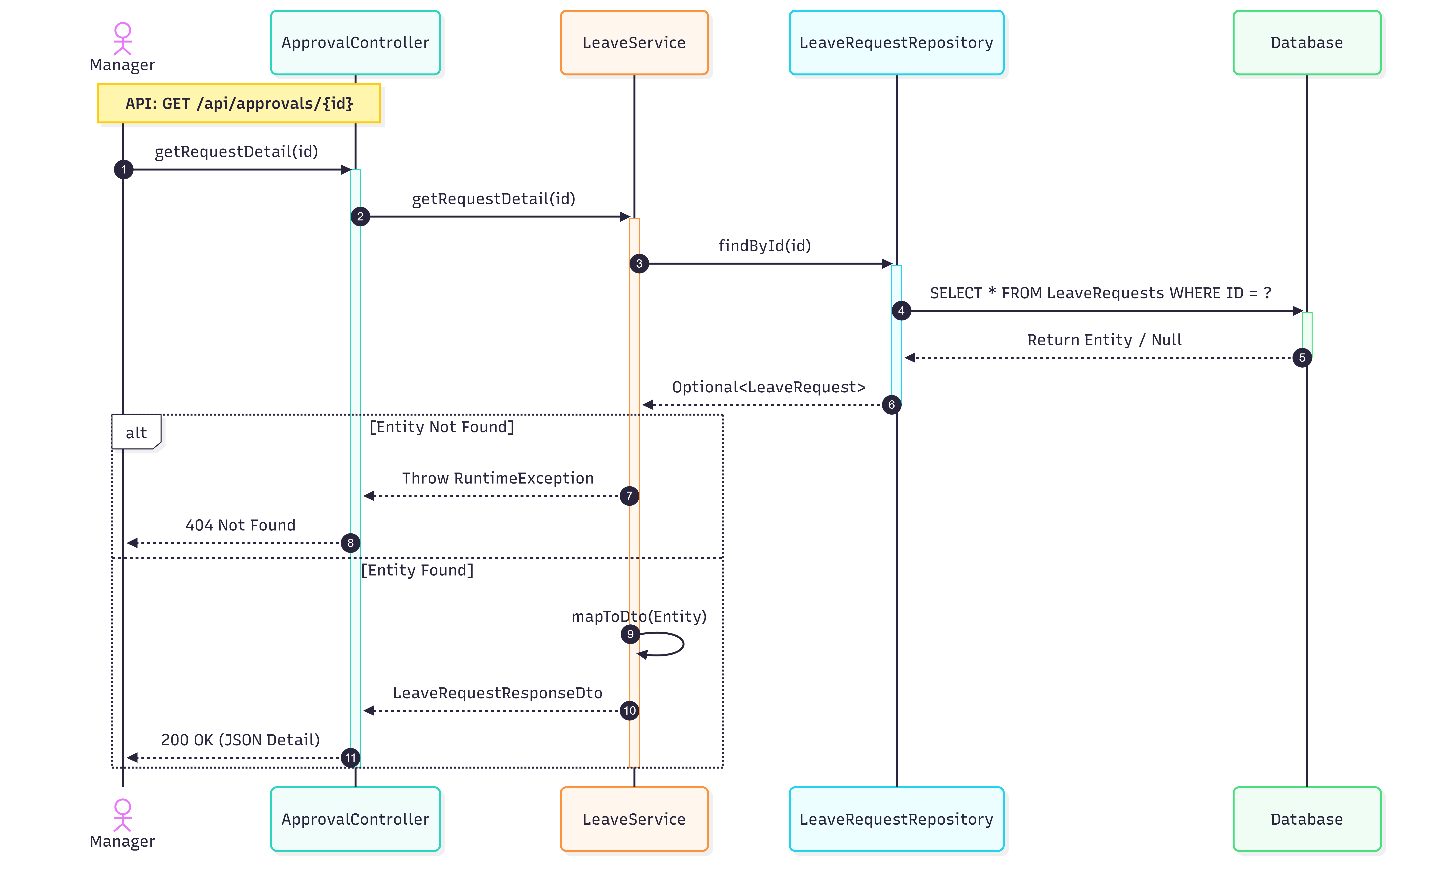 Manager
ApprovalController
LeaveService
LeaveRequestRepository
Database
API: GET /api/approvals/{id}
getRequestDetail(id)
1
getRequestDetail(id)
2
findById(id)
3
SELECT * FROM LeaveRequests WHERE ID = ?
4
Return Entity / Null
5
Optional<LeaveRequest>
6
alt
[Entity Not Found]
Throw RuntimeException
7
404 Not Found
8
[Entity Found]
mapToDto(Entity)
9
LeaveRequestResponseDto
10
200 OK (JSON Detail)
11
Manager
ApprovalController
LeaveService
LeaveRequestRepository
Database